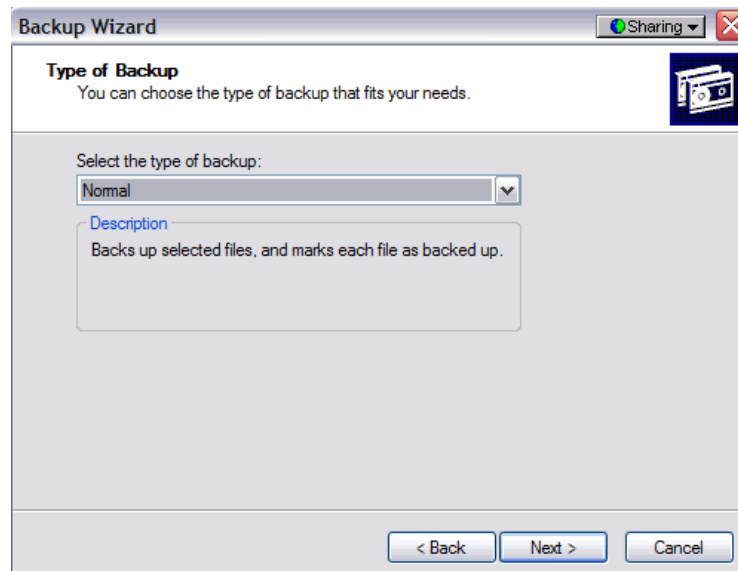 Backup Wizard
Sharing
Type of Backup
You can choose the type of backup that fits your needs.
Select the type of backup:
Normal
Description
Backs up selected files, and marks each file as backed up.
< Back
Next >
Cancel